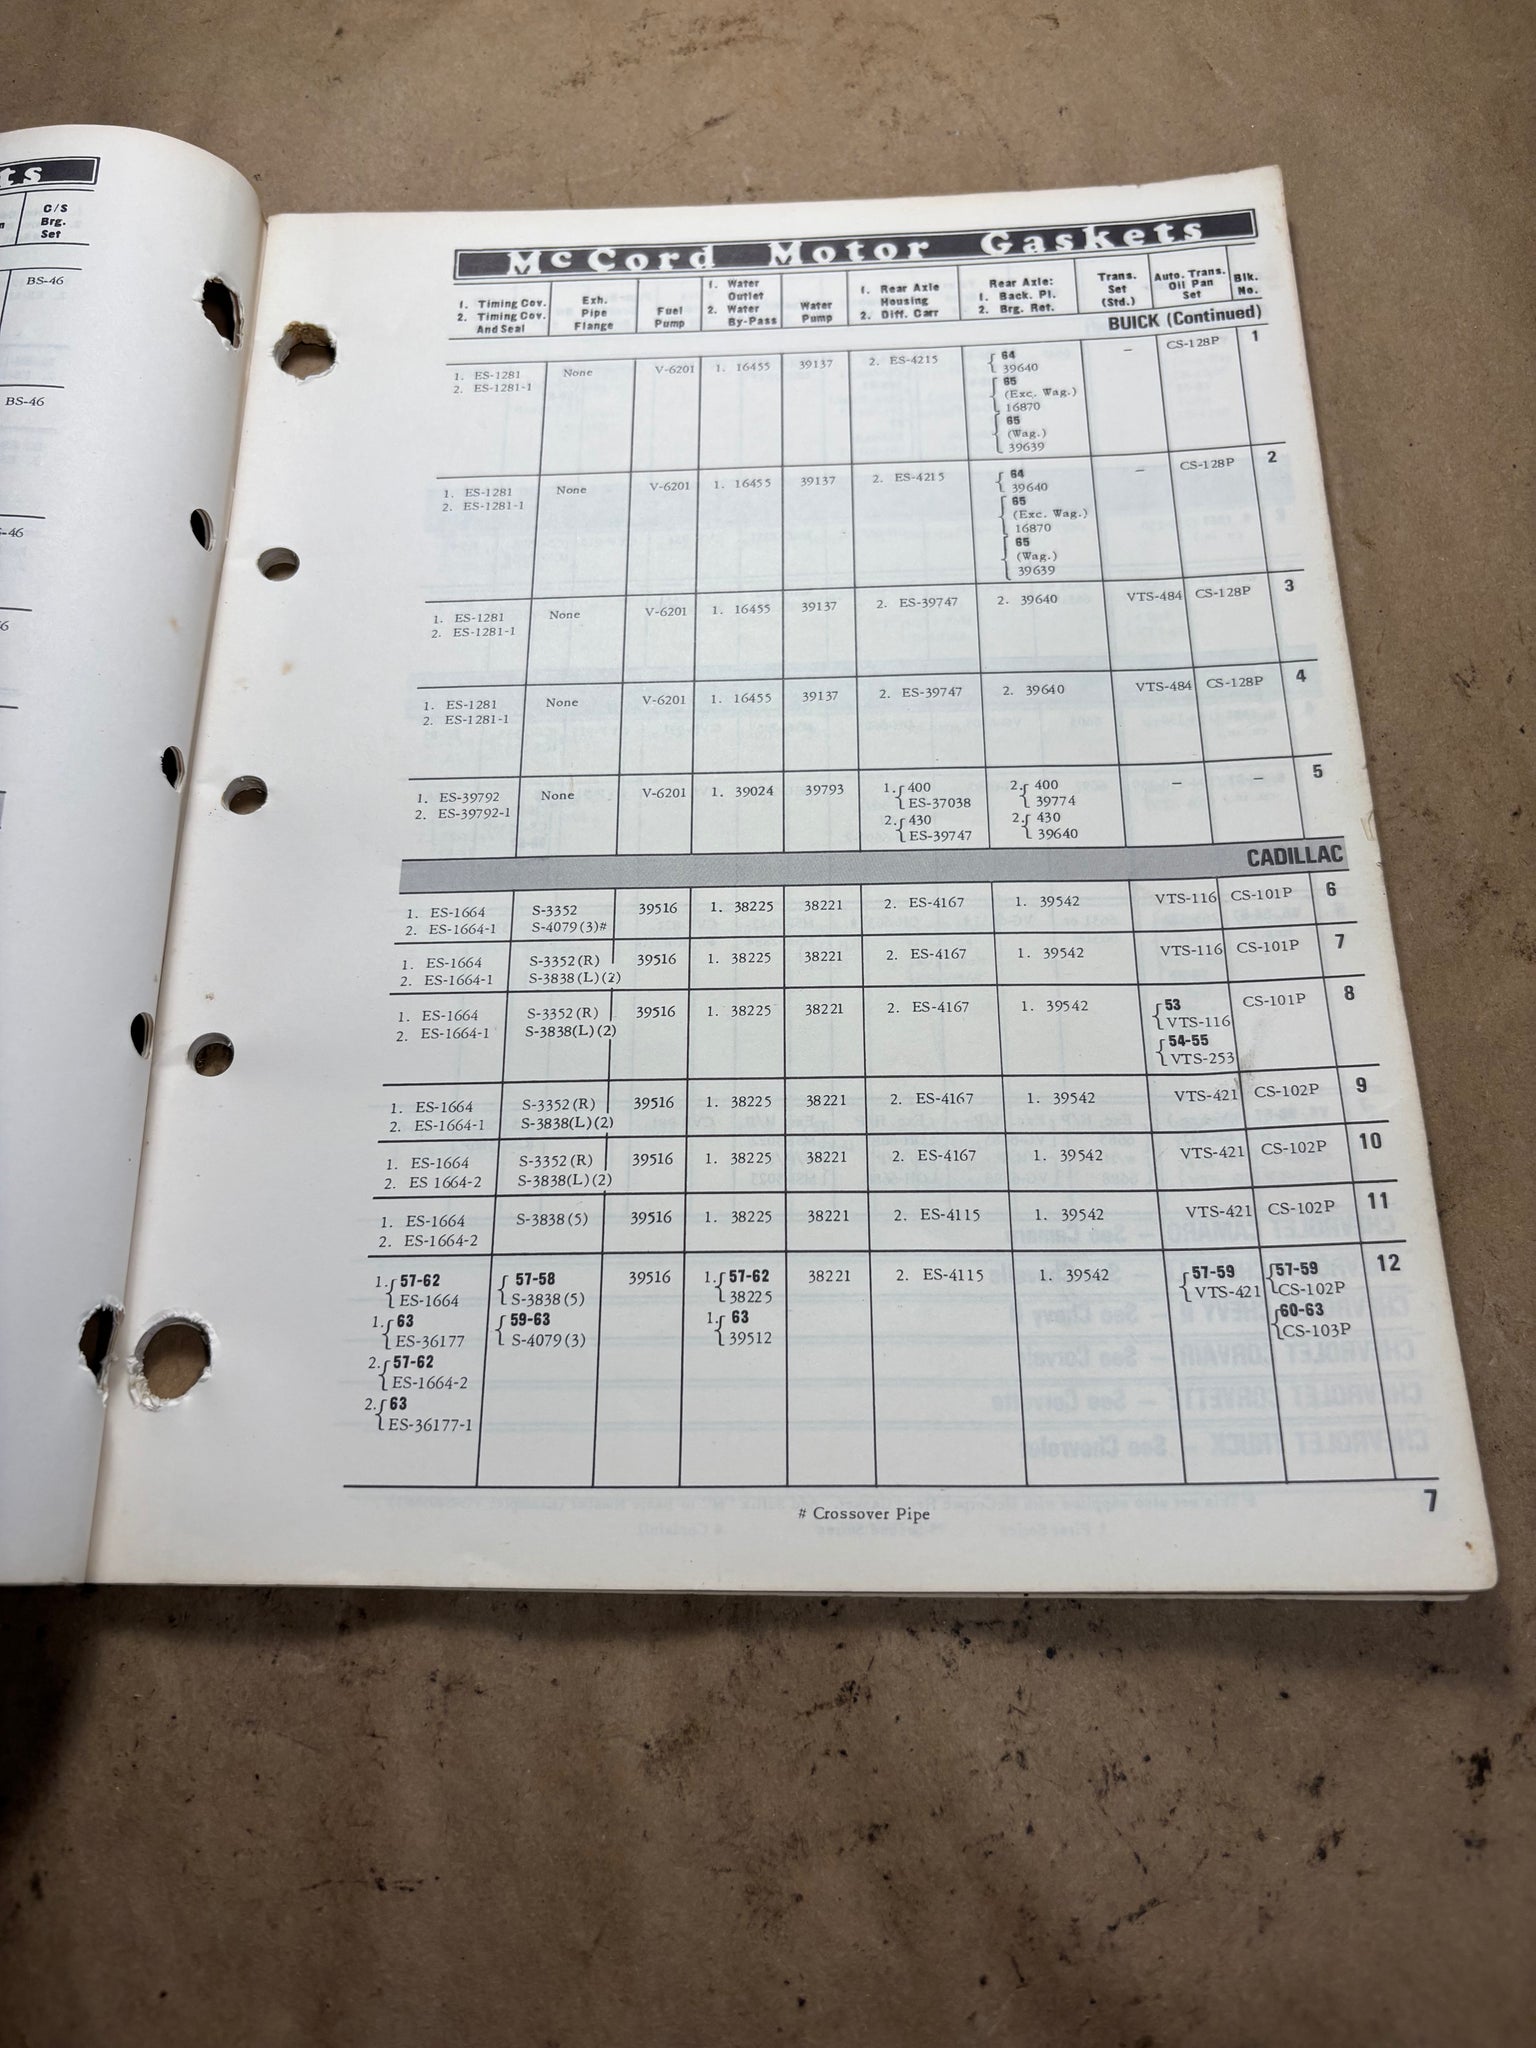 ts
C/S
Brg.
Set
BS-46
BS-46
-46
6
McCord Motor Gaskets
1. Timing Cov.
2. Timing Cov.
And Seal
Exh.
Pipe
Flange
Fuel
Pump
1. Water
Outlet
2. Water
By-Pass
Water
Pump
1. Rear Axle
Housing
2. Diff. Carr
Rear Axle:
1. Back. Pl.
2. Brg. Ret.
Trans.
Set
(Std.)
Auto. Trans.
Oil Pan
Set
Blk.
No.
BUICK (Continued)
1. ES-1281
2. ES-1281-1
None
V-6201
1. 16455
39137
2. ES-4215
64
39640
65
(Exc. Wag.)
16870
65
(Wag.)
39639
–
CS-128P
1
1. ES-1281
2. ES-1281-1
None
V-6201
1. 16455
39137
2. ES-4215
64
39640
65
(Exc. Wag.)
16870
65
(Wag.)
39639
–
CS-128P
2
1. ES-1281
2. ES-1281-1
None
V-6201
1. 16455
39137
2. ES-39747
2. 39640
VTS-484
CS-128P
3
1. ES-1281
2. ES-1281-1
None
V-6201
1. 16455
39137
2. ES-39747
2. 39640
VTS-484
CS-128P
4
1. ES-39792
2. ES-39792-1
None
V-6201
1. 39024
39793
1. 400
ES-37038
2. 430
ES-39747
2. 400
39774
2. 430
39640
–
–
5
CADILLAC
1. ES-1664
2. ES-1664-1
S-3352
S-4079(3)#
39516
1. 38225
38221
2. ES-4167
1. 39542
VTS-116
CS-101P
6
1. ES-1664
2. ES-1664-1
S-3352(R)
S-3838(L)(2)
39516
1. 38225
38221
2. ES-4167
1. 39542
VTS-116
CS-101P
7
1. ES-1664
2. ES-1664-1
S-3352(R)
S-3838(L)(2)
39516
1. 38225
38221
2. ES-4167
1. 39542
53
VTS-116
54-55
VTS-253
CS-101P
8
1. ES-1664
2. ES-1664-1
S-3352(R)
S-3838(L)(2)
39516
1. 38225
38221
2. ES-4167
1. 39542
VTS-421
CS-102P
9
1. ES-1664
2. ES 1664-2
S-3352(R)
S-3838(L)(2)
39516
1. 38225
38221
2. ES-4167
1. 39542
VTS-421
CS-102P
10
1. ES-1664
2. ES-1664-2
S-3838(5)
39516
1. 38225
38221
2. ES-4115
1. 39542
VTS-421
CS-102P
11
1. 57-62
ES-1664
1. 63
ES-36177
2. 57-62
ES-1664-2
2. 63
ES-36177-1
57-58
S-3838(5)
59-63
S-4079(3)
39516
1. 57-62
38225
1. 63
39512
38221
2. ES-4115
1. 39542
57-59
VTS-421
57-59
CS-102P
60-63
CS-103P
12
# Crossover Pipe
7